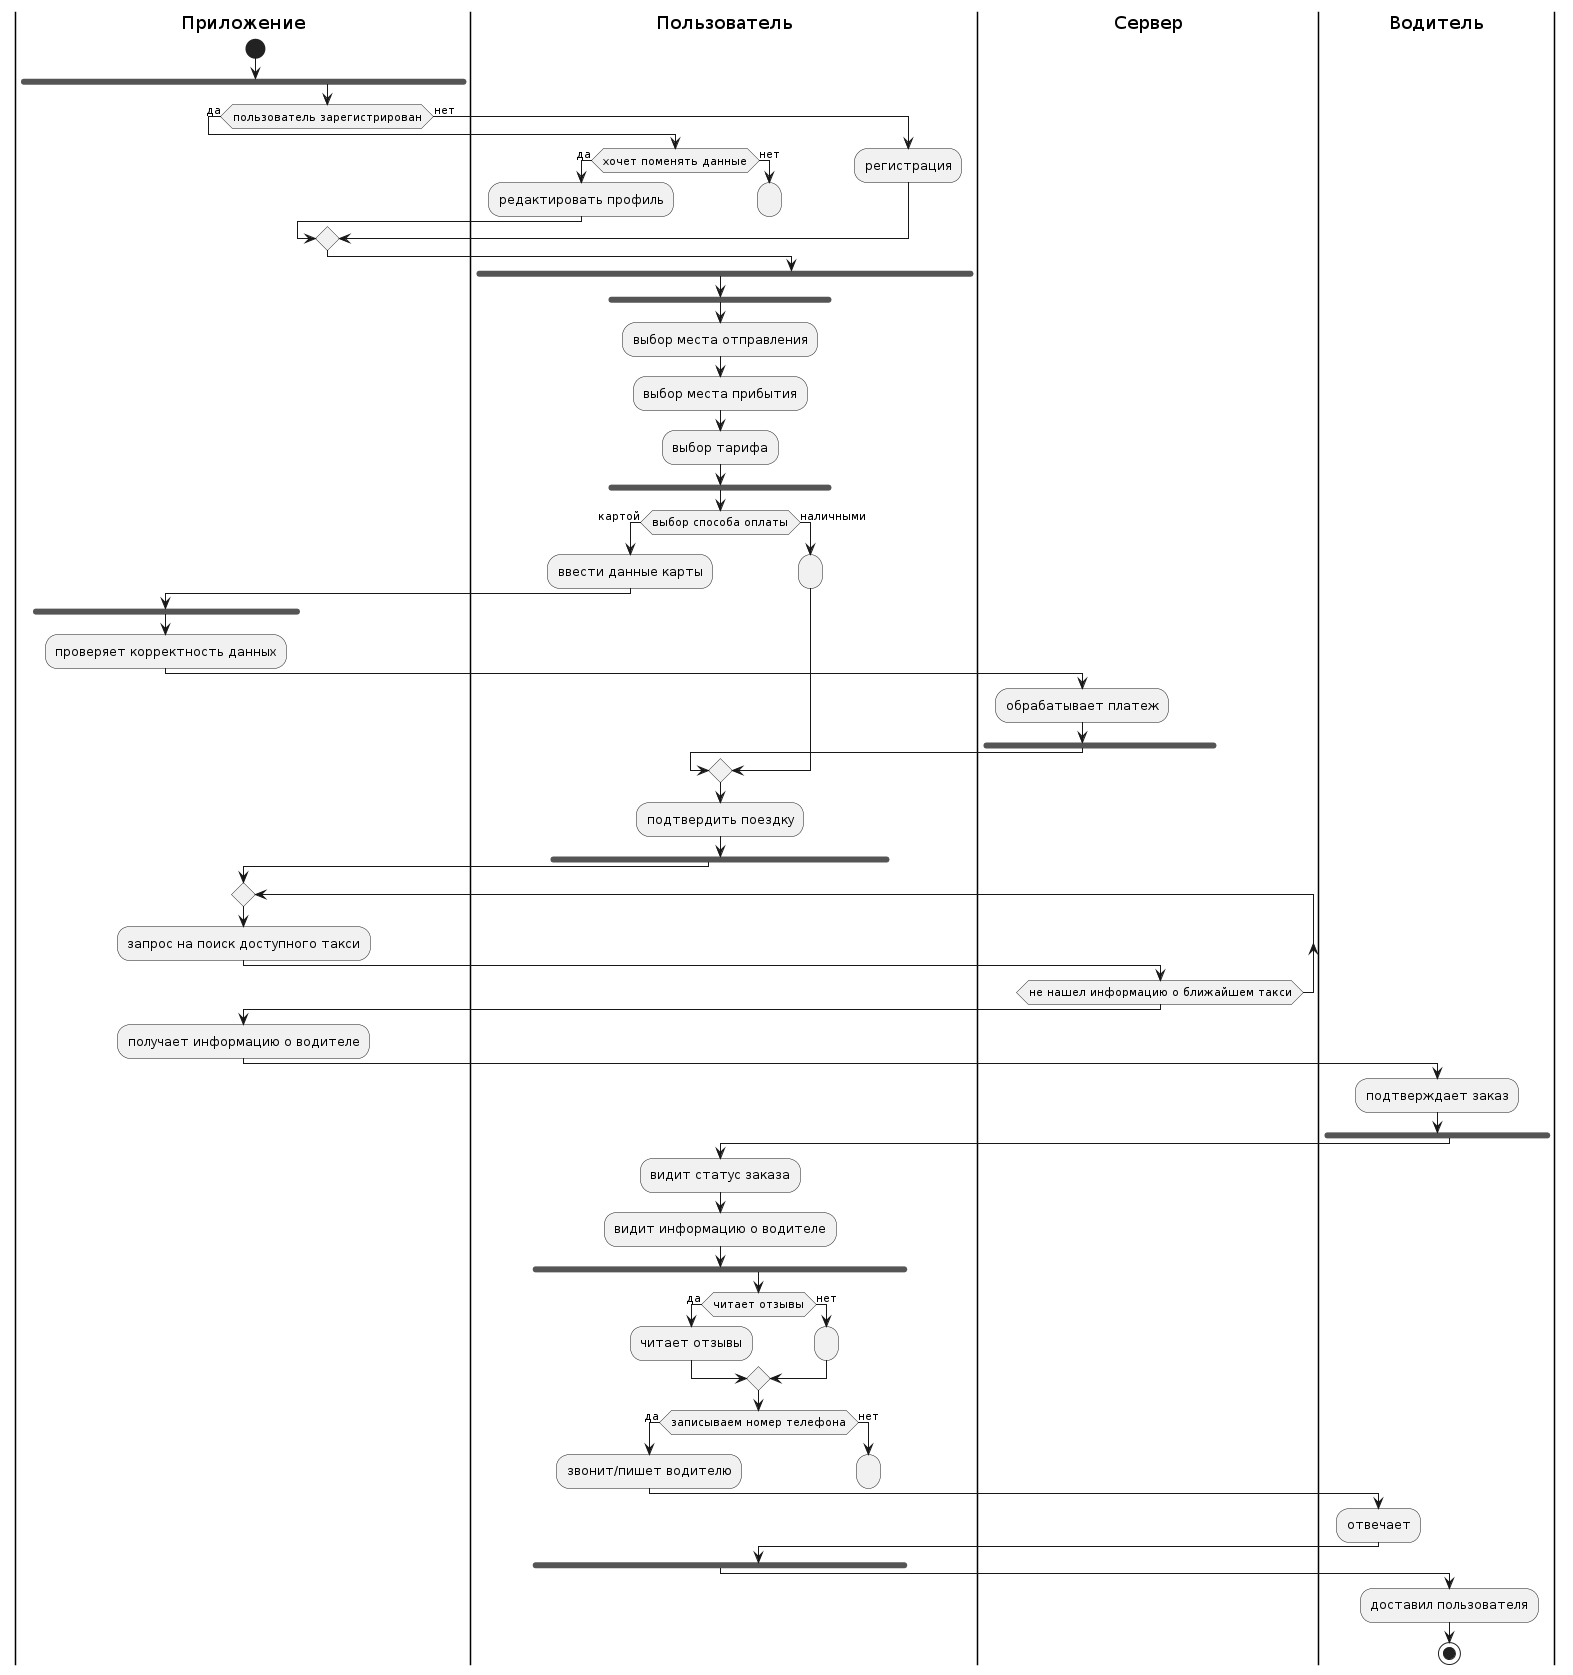 Приложение
Пользователь
Сервер
Водитель
да
пользователь зарегистрирован
нет
да
хочет поменять данные
нет
регистрация
редактировать профиль
выбор места отправления
выбор места прибытия
выбор тарифа
картой
выбор способа оплаты
наличными
ввести данные карты
проверяет корректность данных
обрабатывает платеж
подтвердить поездку
запрос на поиск доступного такси
не нашел информацию о ближайшем такси
получает информацию о водителе
подтверждает заказ
видит статус заказа
видит информацию о водителе
да
читает отзывы
нет
читает отзывы
да
записываем номер телефона
нет
звонит/пишет водителю
отвечает
доставил пользователя